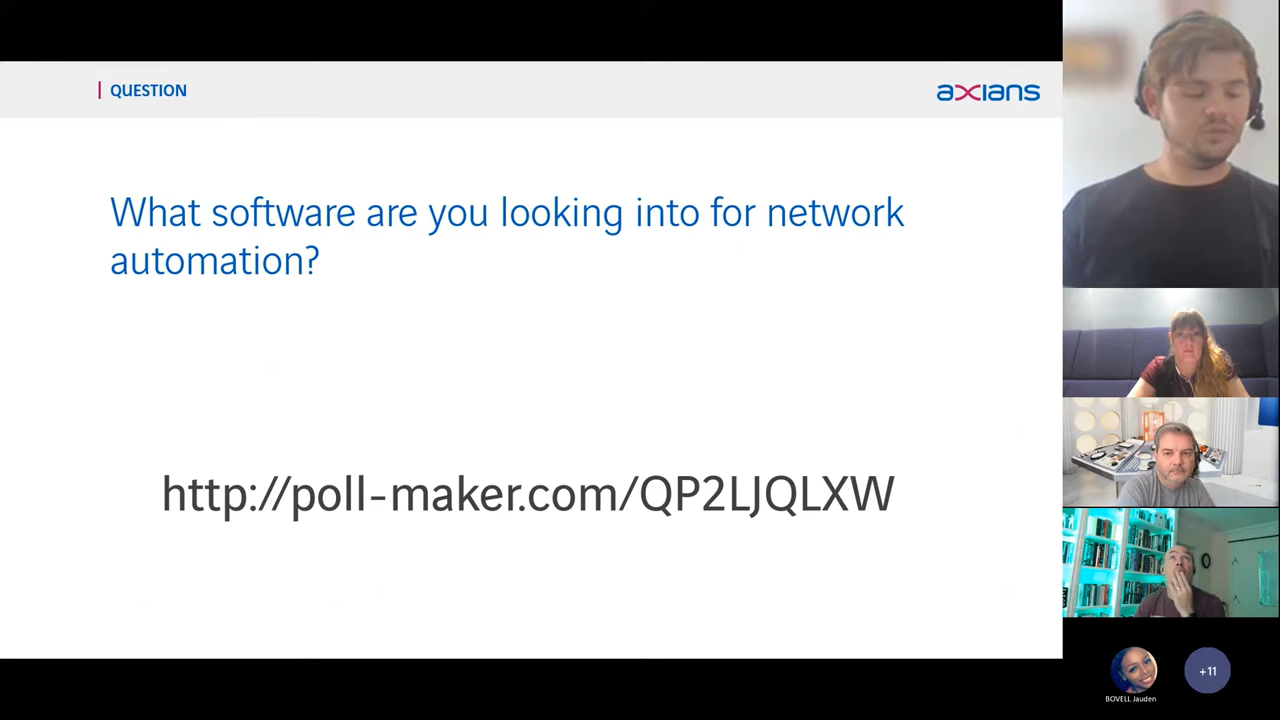 QUESTION
axians
What software are you looking into for network
automation?
http://poll-maker.com/QP2LJQLXW
BOVELL Jauden
+11